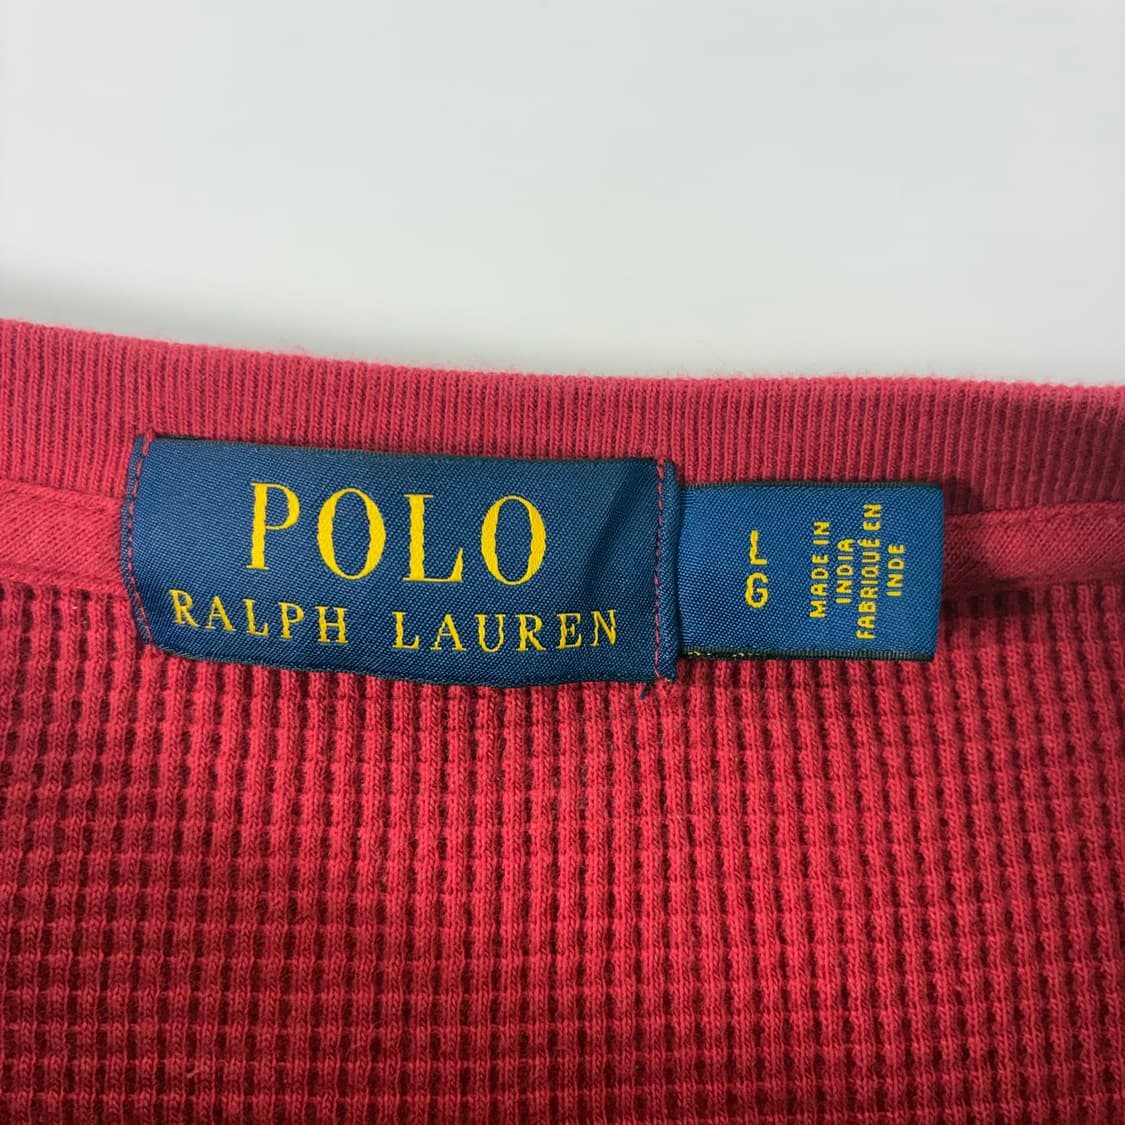 POLO
RALPH LAUREN
L
G
MADE IN
INDIA
FABRIQUÉ EN
INDE